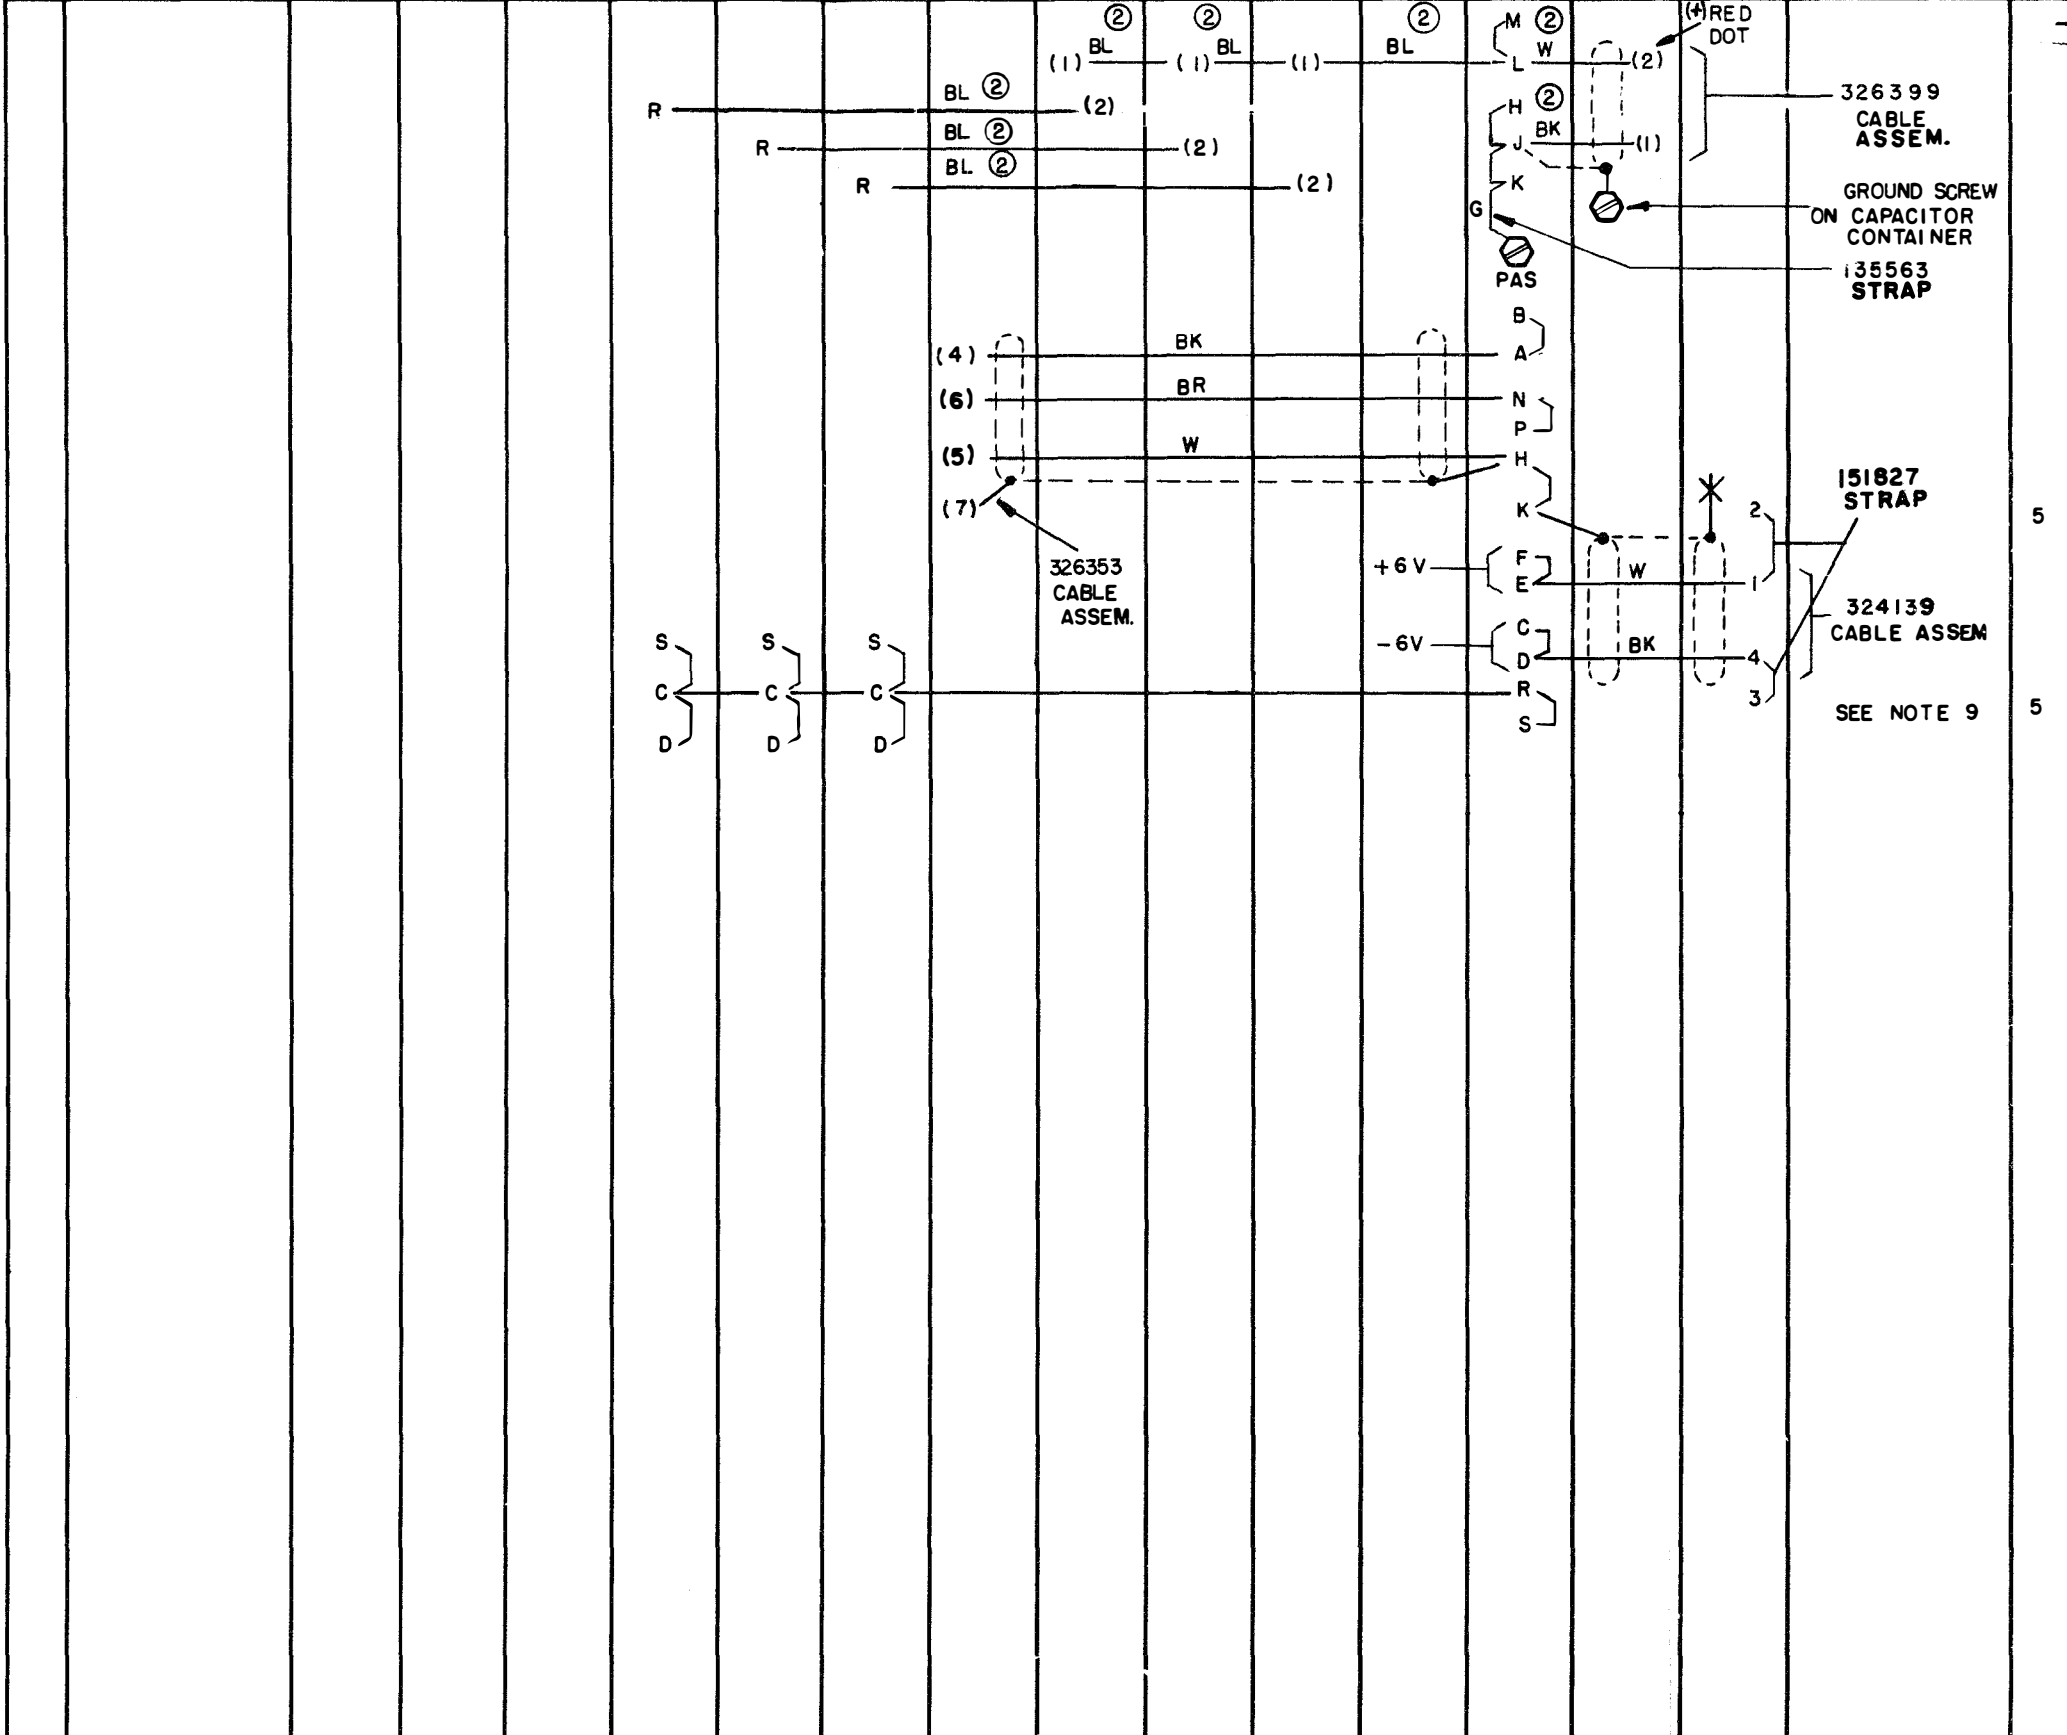 ② ② ② M ② (+) RED
DOT
BL BL BL W
(1) (1) (1) L (2)
326399
CABLE
ASSEM.
BL ②
R (2)
H ②
BL ② BK
R (2) J (1)
BL ②
R (2) K
G
GROUND SCREW
ON CAPACITOR
CONTAINER
135563
STRAP
PAS
B
(4) BK A
(6) BR N
P
(5) W H
(7) K
151827
STRAP
5
2
326353
CABLE
ASSEM.
+6V F
E W 1
324139
CABLE ASSEM
-6V C
D BK 4
S S S
C C C R 3
S
D D D
SEE NOTE 9 5